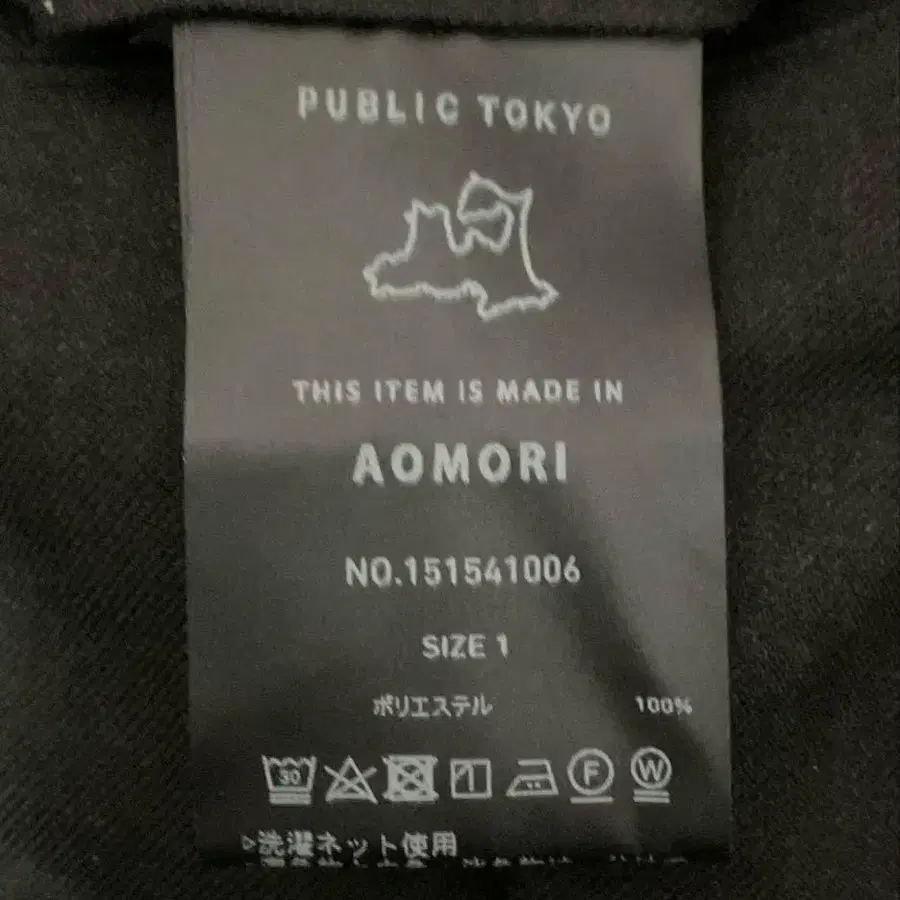 PUBLIC TOKYO
THIS ITEM IS MADE IN
AOMORI
NO.151541006
SIZE 1
ポリエステル 100%
30 F W
▷洗濯ネット使用